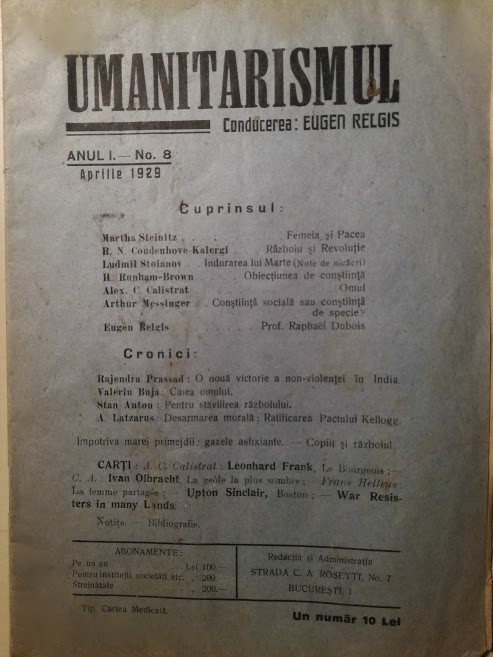 UMANITARISMUL
Conducerea: EUGEN RELGIS
ANUL I.— No. 8
Aprilie 1929
Cuprinsul:
Martha Steinitz . . . . Femeia și Pacea
R. N. Coudenhove-Kalergi . . Războiu și Revoluție
Ludmil Stoianov . Indurarea lui Marte (Note de nicăeri)
H. Runham-Brown . . Obiecțiunea de conștiință
Alex. C. Calistrat . . . . Omul
Arthur Messinger . . Conștiință socială sau conștiință
de specie?
Eugen Relgis . . . Prof. Raphaël Dubois
Cronici:
Rajendra Prassad: O nouă victorie a non-violenței în India.
Valeriu Buja: Calea omului.
Stan Anton: Pentru stăvilirea războiului.
A. Latzarus: Desarmarea morală; Ratificarea Pactului Kellogg.
Impotriva marei primejdii: gazele asfixiante. — Copiii și războiul.
CARȚI: A. C. Calistrat: Leonhard Frank, Le Bourgeois; —
C. A.: Ivan Olbracht, La geôle la plus sombre; — Frans Hellens:
La femme partagée; — Upton Sinclair, Boston; — War Resis-
ters in many Lands.
Notițe. — Bibliografie.
ABONAMENTE:
Pe un an . . . Lei 100.—
Pentru instituții, societăți, etc. „ 200.—
Streinătate . . . „ 200.—
Redacția și Administrația
STRADA C. A. ROSETTI, No. 7
BUCUREȘTI, I
Tip. Cartea Medicală.
Un număr 10 Lei